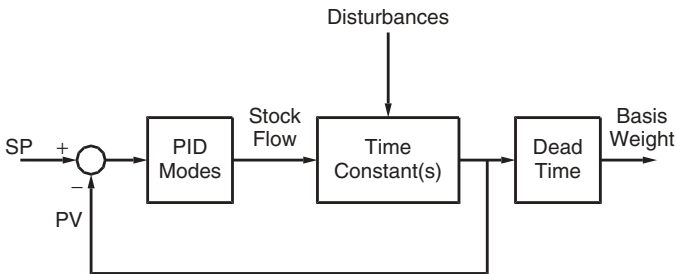 Disturbances
Stock
Flow
Basis
Weight
SP
+
−
PID
Modes
Time
Constant(s)
Dead
Time
PV